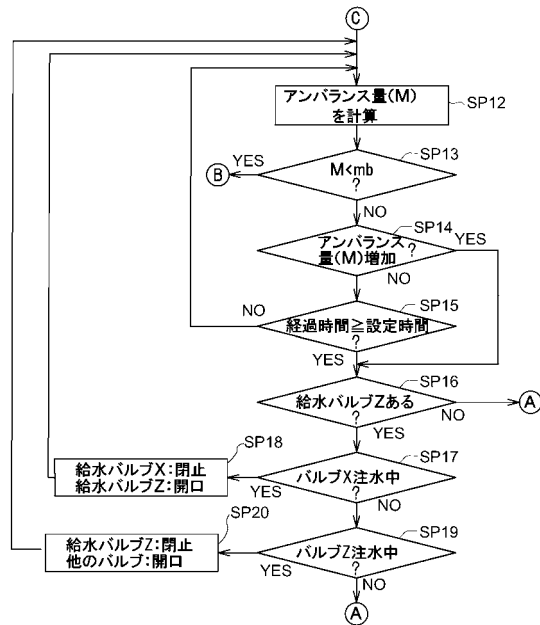 C
アンバランス量(M)
を計算
SP12
M<mb
?
SP13
YES
B
NO
アンバランス
量(M)増加
?
SP14
YES
NO
経過時間≧設定時間
?
SP15
NO
YES
給水バルブZある
?
SP16
NO
A
YES
バルブX注水中
?
SP17
YES
NO
SP18
給水バルブX:閉止
給水バルブZ:開口
バルブZ注水中
?
SP19
YES
NO
SP20
給水バルブZ:閉止
他のバルブ:開口
A